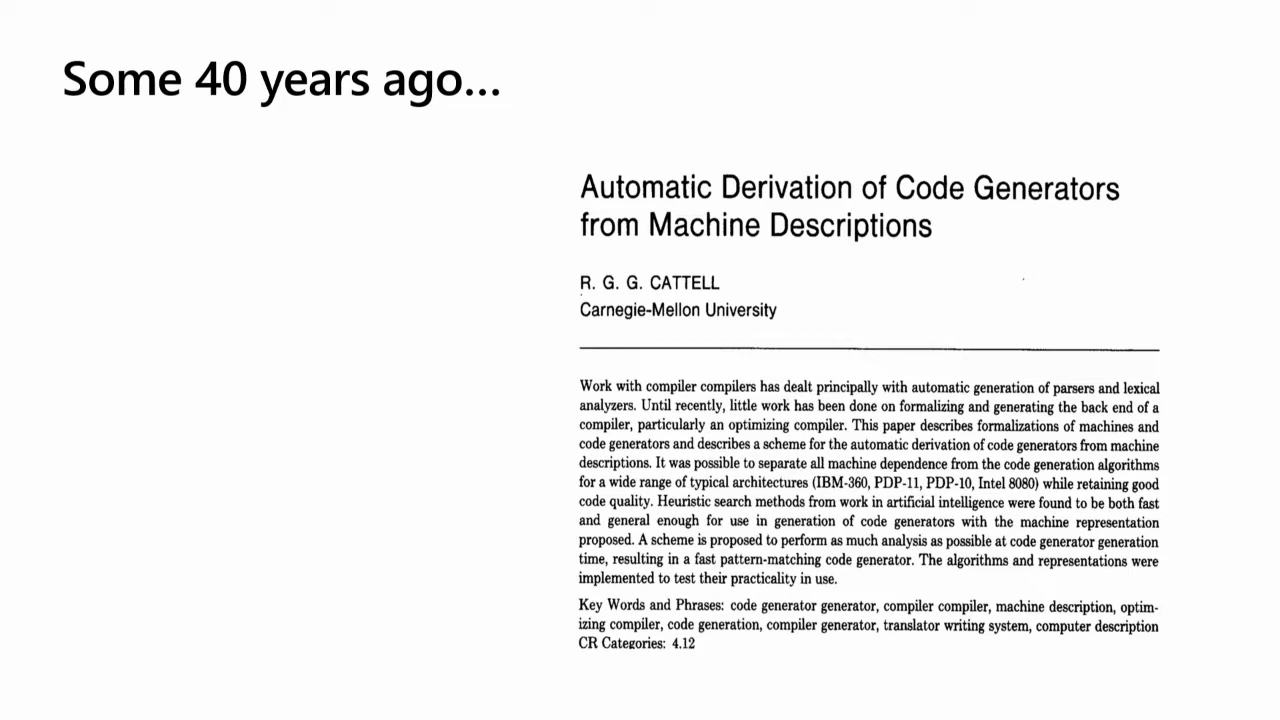 Some 40 years ago...
Automatic Derivation of Code Generators
from Machine Descriptions
R. G. G. CATTELL
Carnegie-Mellon University
Work with compiler compilers has dealt principally with automatic generation of parsers and lexical
analyzers. Until recently, little work has been done on formalizing and generating the back end of a
compiler, particularly an optimizing compiler. This paper describes formalizations of machines and
code generators and describes a scheme for the automatic derivation of code generators from machine
descriptions. It was possible to separate all machine dependence from the code generation algorithms
for a wide range of typical architectures (IBM-360, PDP-11, PDP-10, Intel 8080) while retaining good
code quality. Heuristic search methods from work in artificial intelligence were found to be both fast
and general enough for use in generation of code generators with the machine representation
proposed. A scheme is proposed to perform as much analysis as possible at code generator generation
time, resulting in a fast pattern-matching code generator. The algorithms and representations were
implemented to test their practicality in use.
Key Words and Phrases: code generator generator, compiler compiler, machine description, optim-
izing compiler, code generation, compiler generator, translator writing system, computer description
CR Categories: 4.12